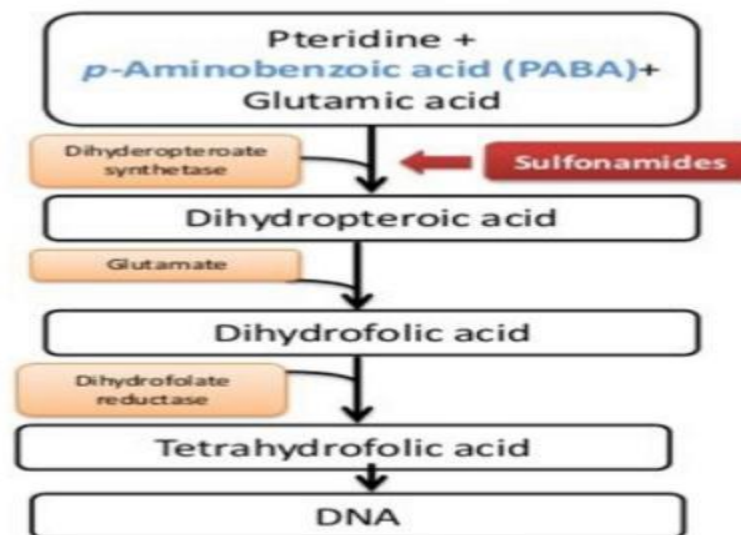 Pteridine +
p-Aminobenzoic acid (PABA)+
Glutamic acid
Dihyderopteroate
synthetase
Sulfonamides
Dihydropteroic acid
Glutamate
Dihydrofolic acid
Dihydrofolate
reductase
Tetrahydrofolic acid
DNA